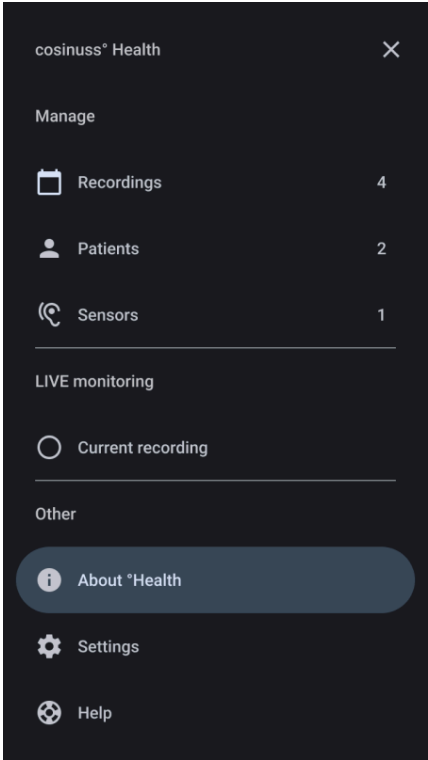 cosinuss° Health
Manage
Recordings 4
Patients 2
Sensors 1
LIVE monitoring
Current recording
Other
About °Health
Settings
Help